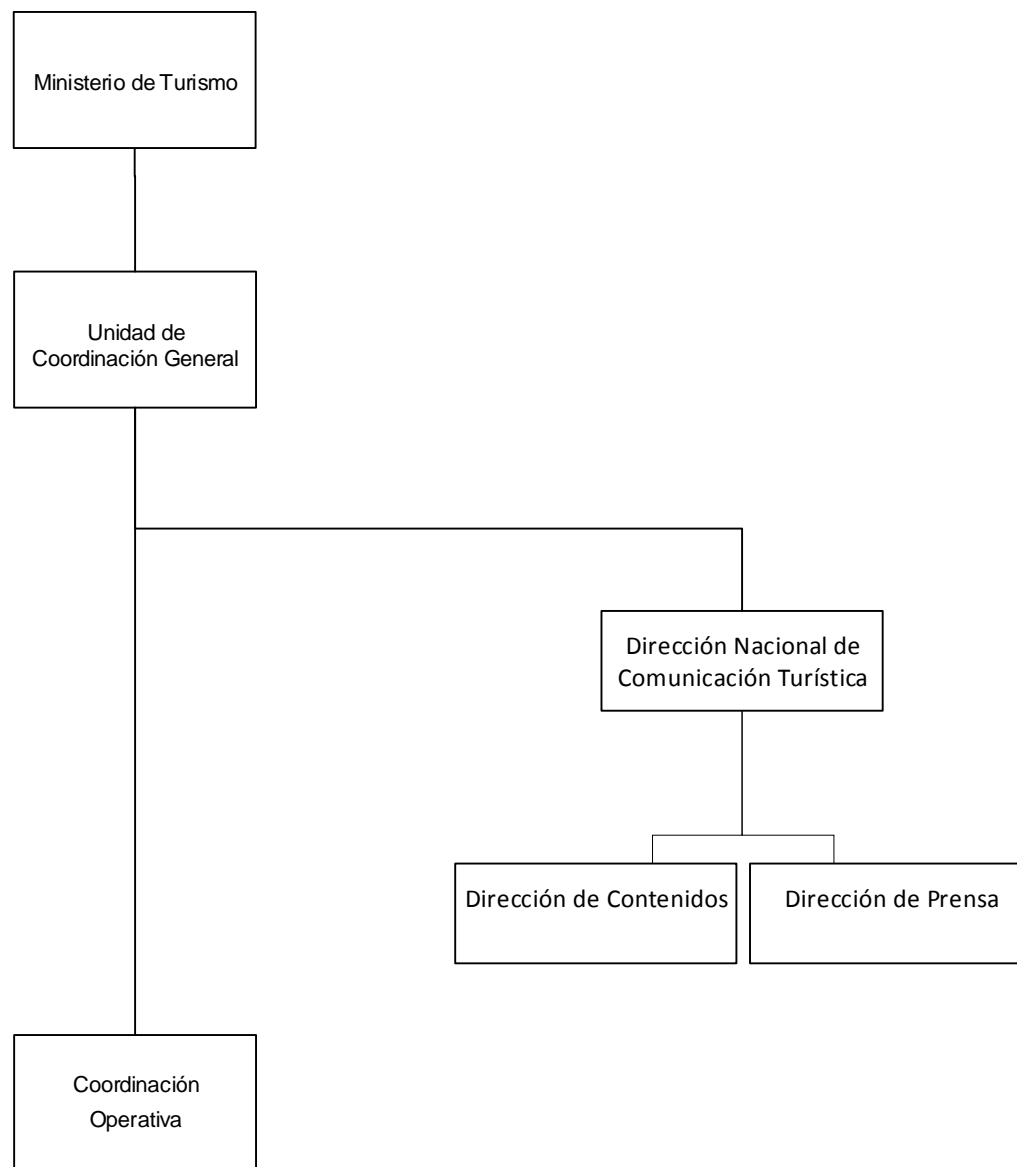 Ministerio de Turismo
Unidad de
Coordinación General
Dirección Nacional de
Comunicación Turística
Dirección de Contenidos
Dirección de Prensa
Coordinación
Operativa